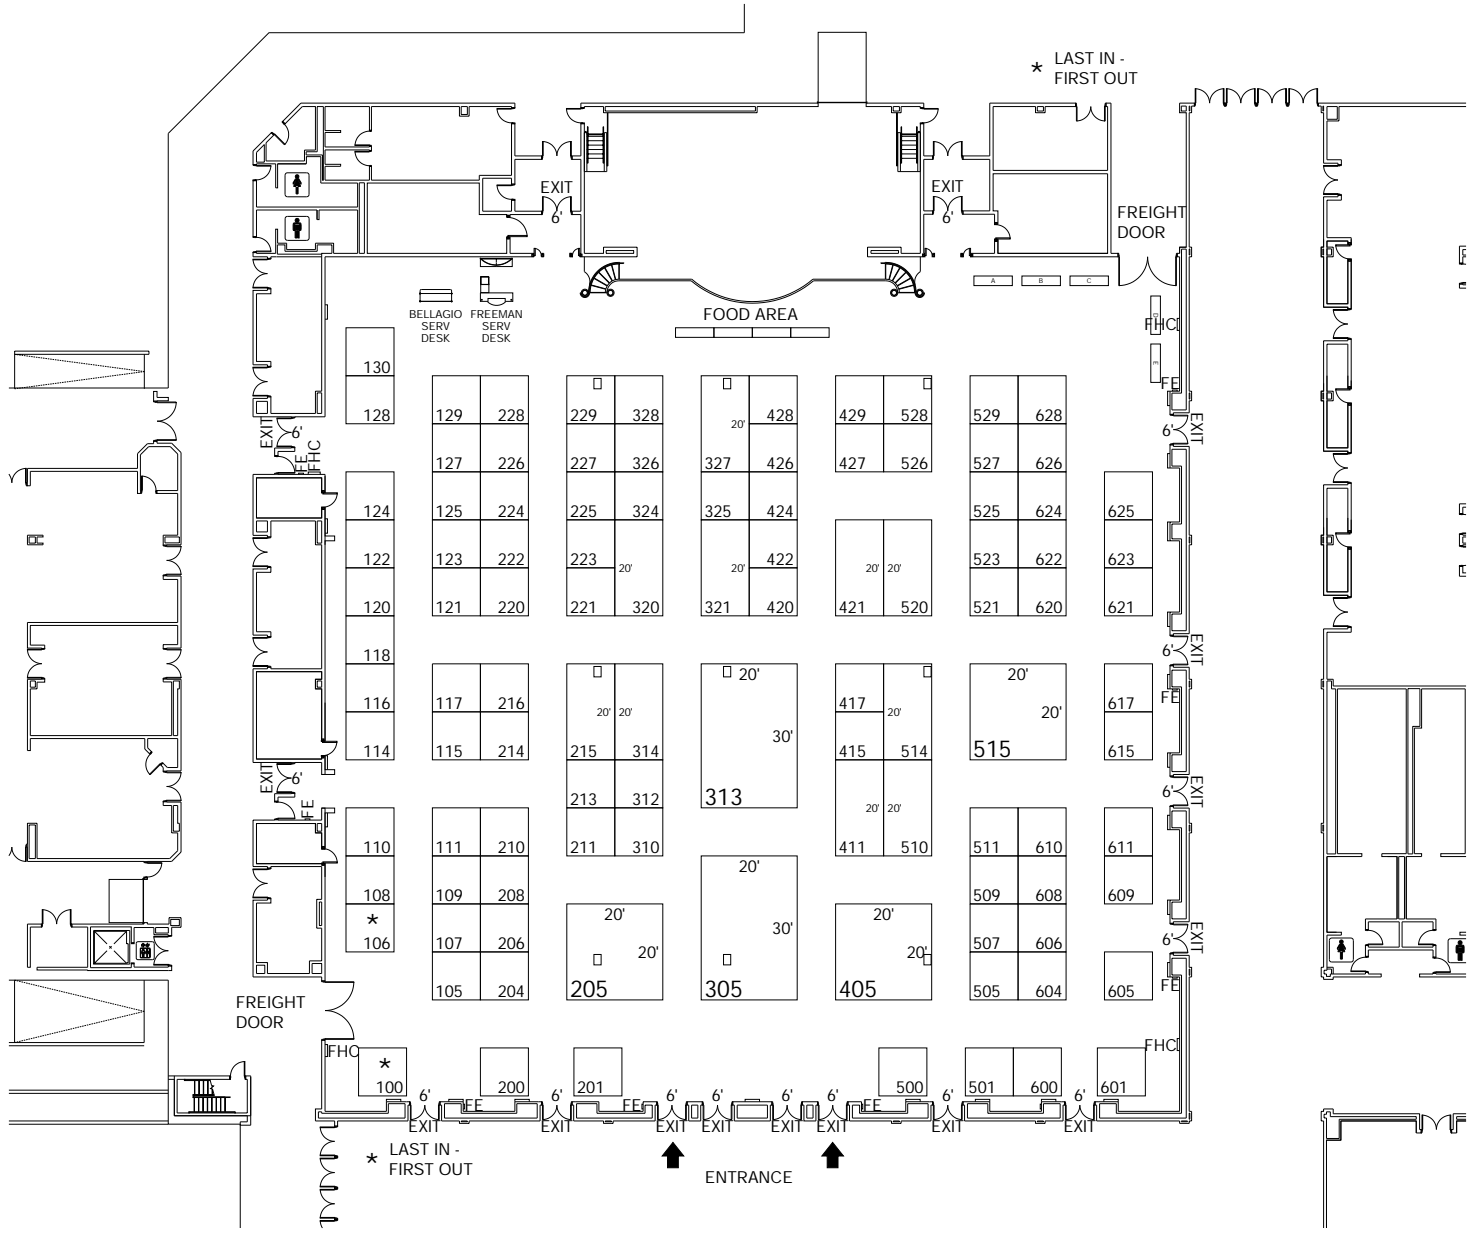 LAST IN -
* FIRST OUT
EXIT
6'
EXIT
6'
FREIGHT
DOOR
A B C
BELLAGIO
SERV
DESK
FREEMAN
SERV
DESK
FOOD AREA
D
FHC
E
FE
130
128 129 228 229 328 20' 428 429 528 529 628
EXIT
6'
FE
FHC
6'
EXIT
127 226 227 326 327 426 427 526 527 626
124 125 224 225 324 325 424 525 624 625
122 123 222 223 20' 20' 422 20' 20' 523 622 623
120 121 220 221 320 321 420 421 520 521 620 621
118
6'
EXIT
20' 20'
116 117 216 20' 20' 417 20' 20' 617
FE
30'
114 115 214 215 314 415 514 515 615
EXIT
6'
FE
6'
EXIT
213 312 313 20' 20'
110 111 210 211 310 411 510 511 610 611
20'
108 109 208 509 608 609
* 20' 20'
30'
106 107 206 20' 20' 507 606
6'
EXIT
105 204 205 305 405 505 604 605
FE
FREIGHT
DOOR
FHC
FHC
*
100 200 201 500 501 600 601
6' 6' 6' 6' 6' 6' 6' 6'
FE FE FE
EXIT EXIT EXIT EXIT EXIT EXIT EXIT EXIT
LAST IN -
* FIRST OUT
ENTRANCE